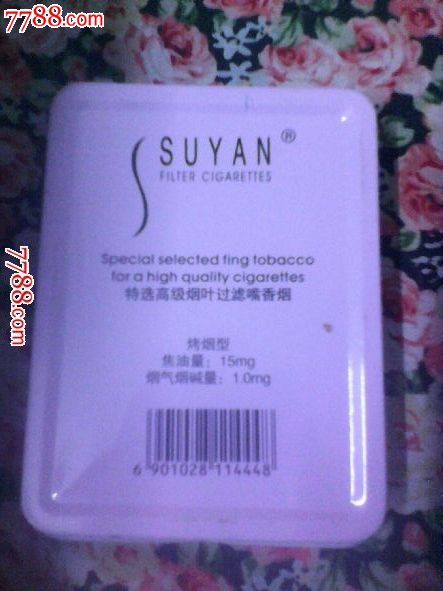 7788.com
SUYAN®
FILTER CIGARETTES
Special selected fing tobacco
for a high quality cigarettes
特选高级烟叶过滤嘴香烟
烤烟型
焦油量：15mg
烟气烟碱量：1.0mg
6 901028 114448
7788.com
7788.com